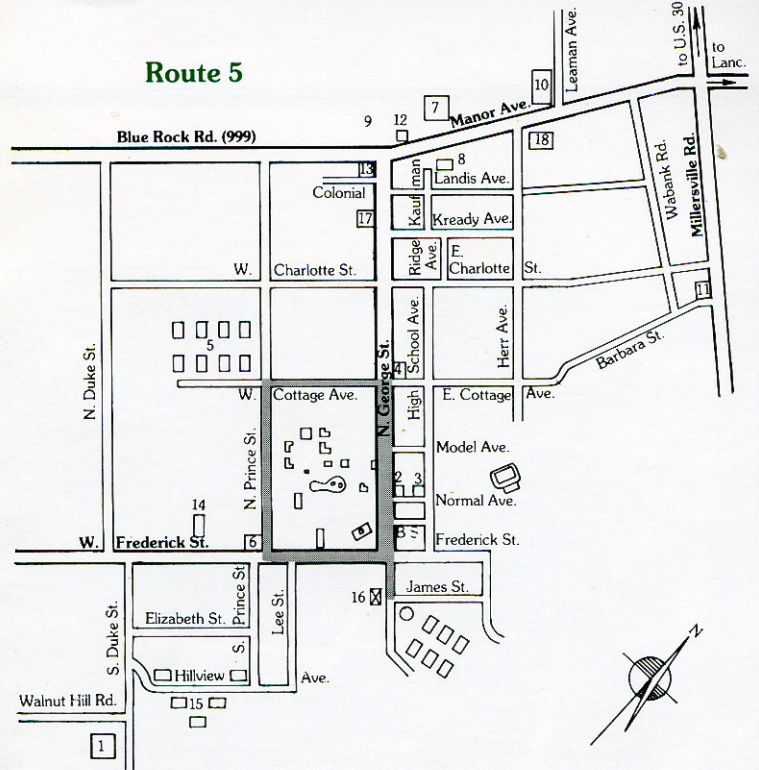 Route 5
to U.S. 30
to
Lanc.
Leaman Ave.
10
7
Manor Ave.
9
12
Blue Rock Rd. (999)
18
13
8
Landis Ave.
Colonial
Kaufman
17
Kready Ave.
Wabank Rd.
Millersville Rd.
Ridge
Ave.
E.
Charlotte
St.
W.
Charlotte St.
11
5
N. Duke St.
N. George St.
High School Ave.
Herr Ave.
Barbara St.
4
W.
Cottage Ave.
E. Cottage
Ave.
N. Prince St.
Model Ave.
2
3
Normal Ave.
14
W.
Frederick St.
6
B
Frederick St.
16
James St.
S. Duke St.
Elizabeth St.
S. Prince St.
Lee St.
Hillview
Ave.
Walnut Hill Rd.
15
1
N